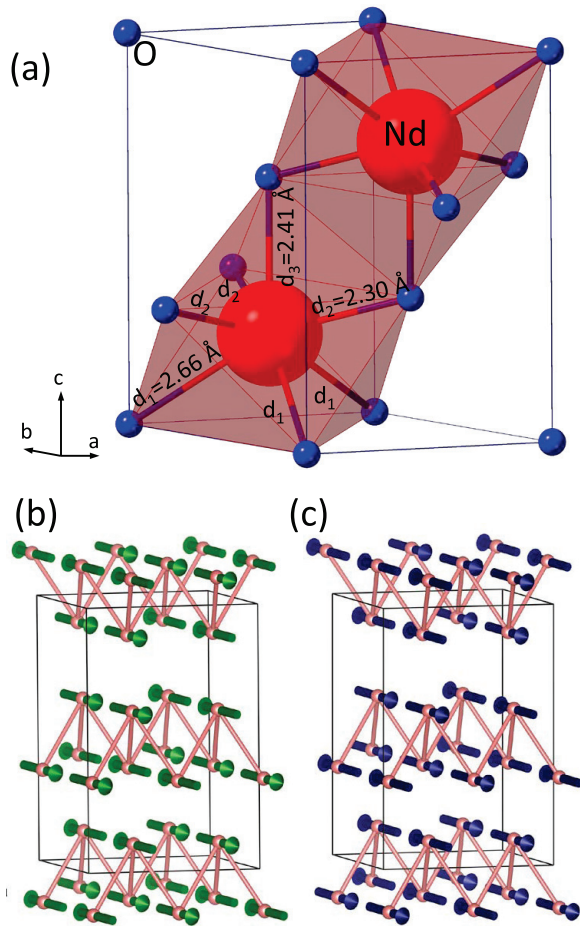 (a)
O
Nd
d3=2.41 Å
d2
d2
d2=2.30 Å
d1=2.66 Å
d1
d1
c
b
a
(b)
(c)